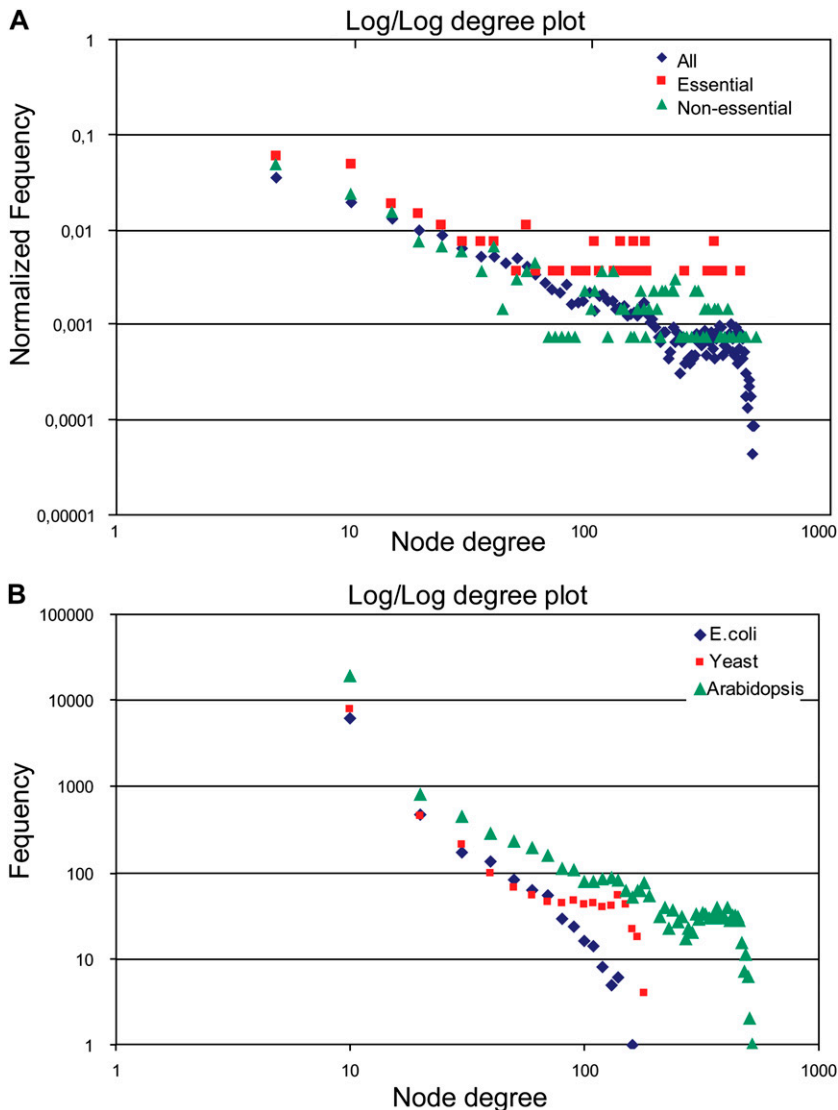 A
Log/Log degree plot
1
0,1
0,01
0,001
0,0001
0,00001
Normalized Fequency
All
Essential
Non-essential
1
10
100
1000
Node degree
B
Log/Log degree plot
100000
10000
1000
100
10
1
Fequency
E.coli
Yeast
Arabidopsis
1
10
100
1000
Node degree